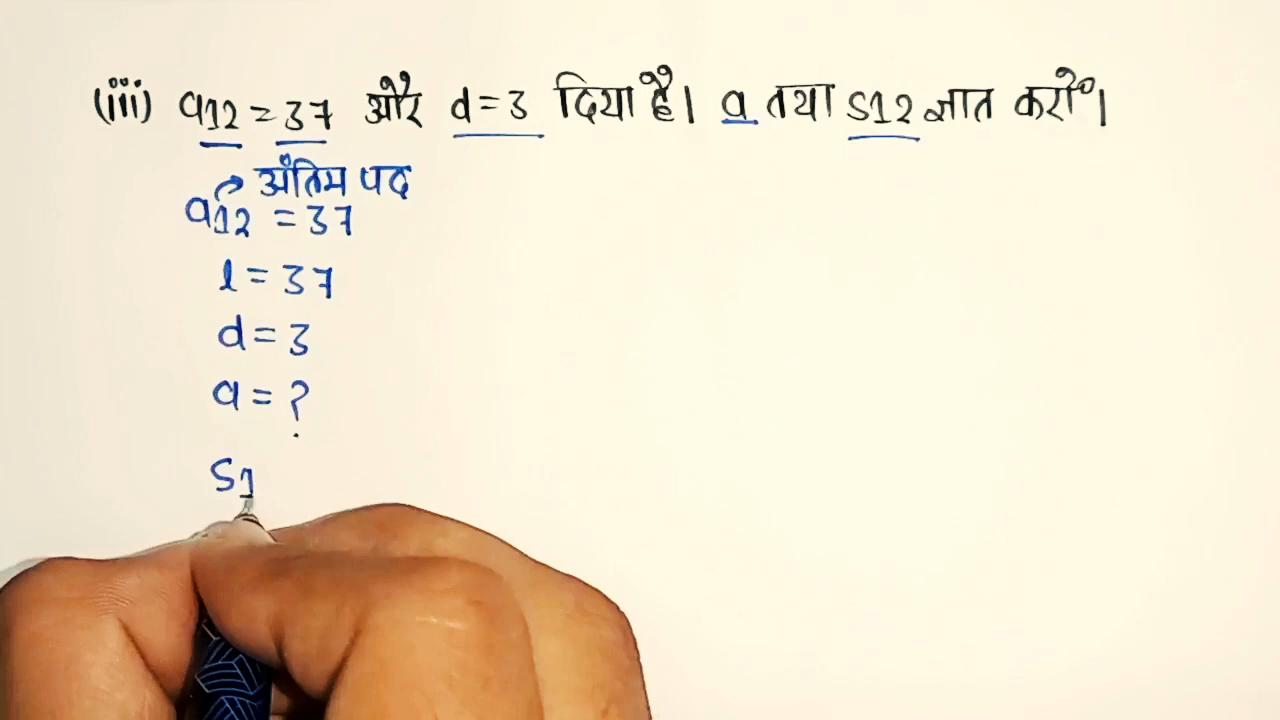 (iii) a12 = 37 और d = 3 दिया है। a तथा S12 ज्ञात करों।
→ अंतिम पद
a12 = 37
l = 37
d = 3
a = ?
S1